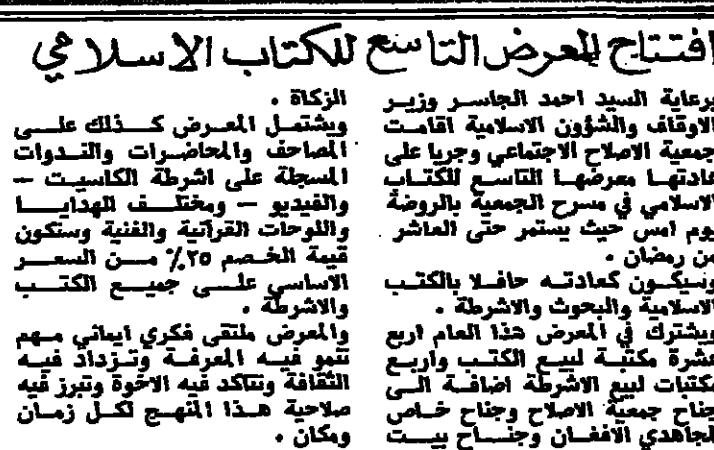 افتتاح المعرض التاسع للكتاب الاسلامي
برعاية السيد احمد الجاسر وزير
الاوقاف والشؤون الاسلامية اقامت
جمعية الاصلاح الاجتماعي وجريا على
عادتها معرضها التاسع للكتاب
الاسلامي في مسرح الجمعية بالروضة
يوم امس حيث يستمر حتى العاشر
من رمضان .
وسيكون كعادته حافلا بالكتب
الاسلامية والبحوث والاشرطة .
ويشترك في المعرض هذا العام اربع
عشرة مكتبة لبيع الكتب واربع
مكتبات لبيع الاشرطة اضافة الى
جناح جمعية الاصلاح وجناح خاص
لمجاهدي الافغان وجناح بيت
الزكاة .
ويشتمل المعرض كذلك على
المصاحف والمحاضرات والندوات
المسجلة على اشرطة الكاسيت —
والفيديو — ومختلف الهدايا
واللوحات القرآنية والفنية وستكون
قيمة الخصم ٢٥٪ من السعر
الاساسي على جميع الكتب
والاشرطة .
والمعرض ملتقى فكري ايماني مهم
تنمو فيه المعرفة وتزداد فيه
الثقافة وتتأكد فيه الاخوة وتبرز فيه
صلاحية هذا المنهج لكل زمان
ومكان .